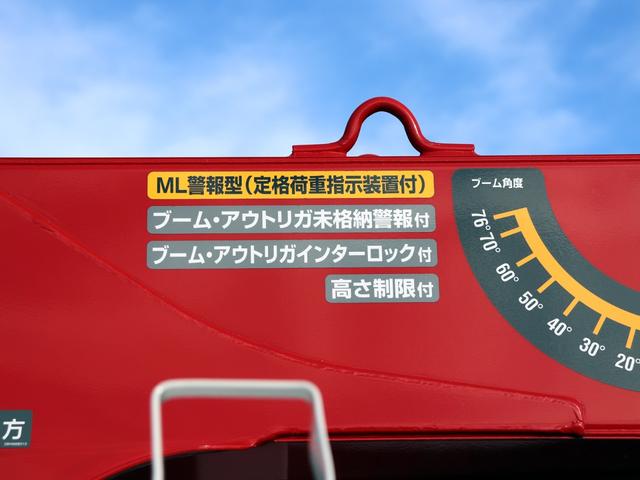 ML警報型(定格荷重指示装置付)
ブーム・アウトリガ未格納警報付
ブーム・アウトリガインターロック付
高さ制限付
ブーム角度
76°
70°
60°
50°
40°
30°
20°
方